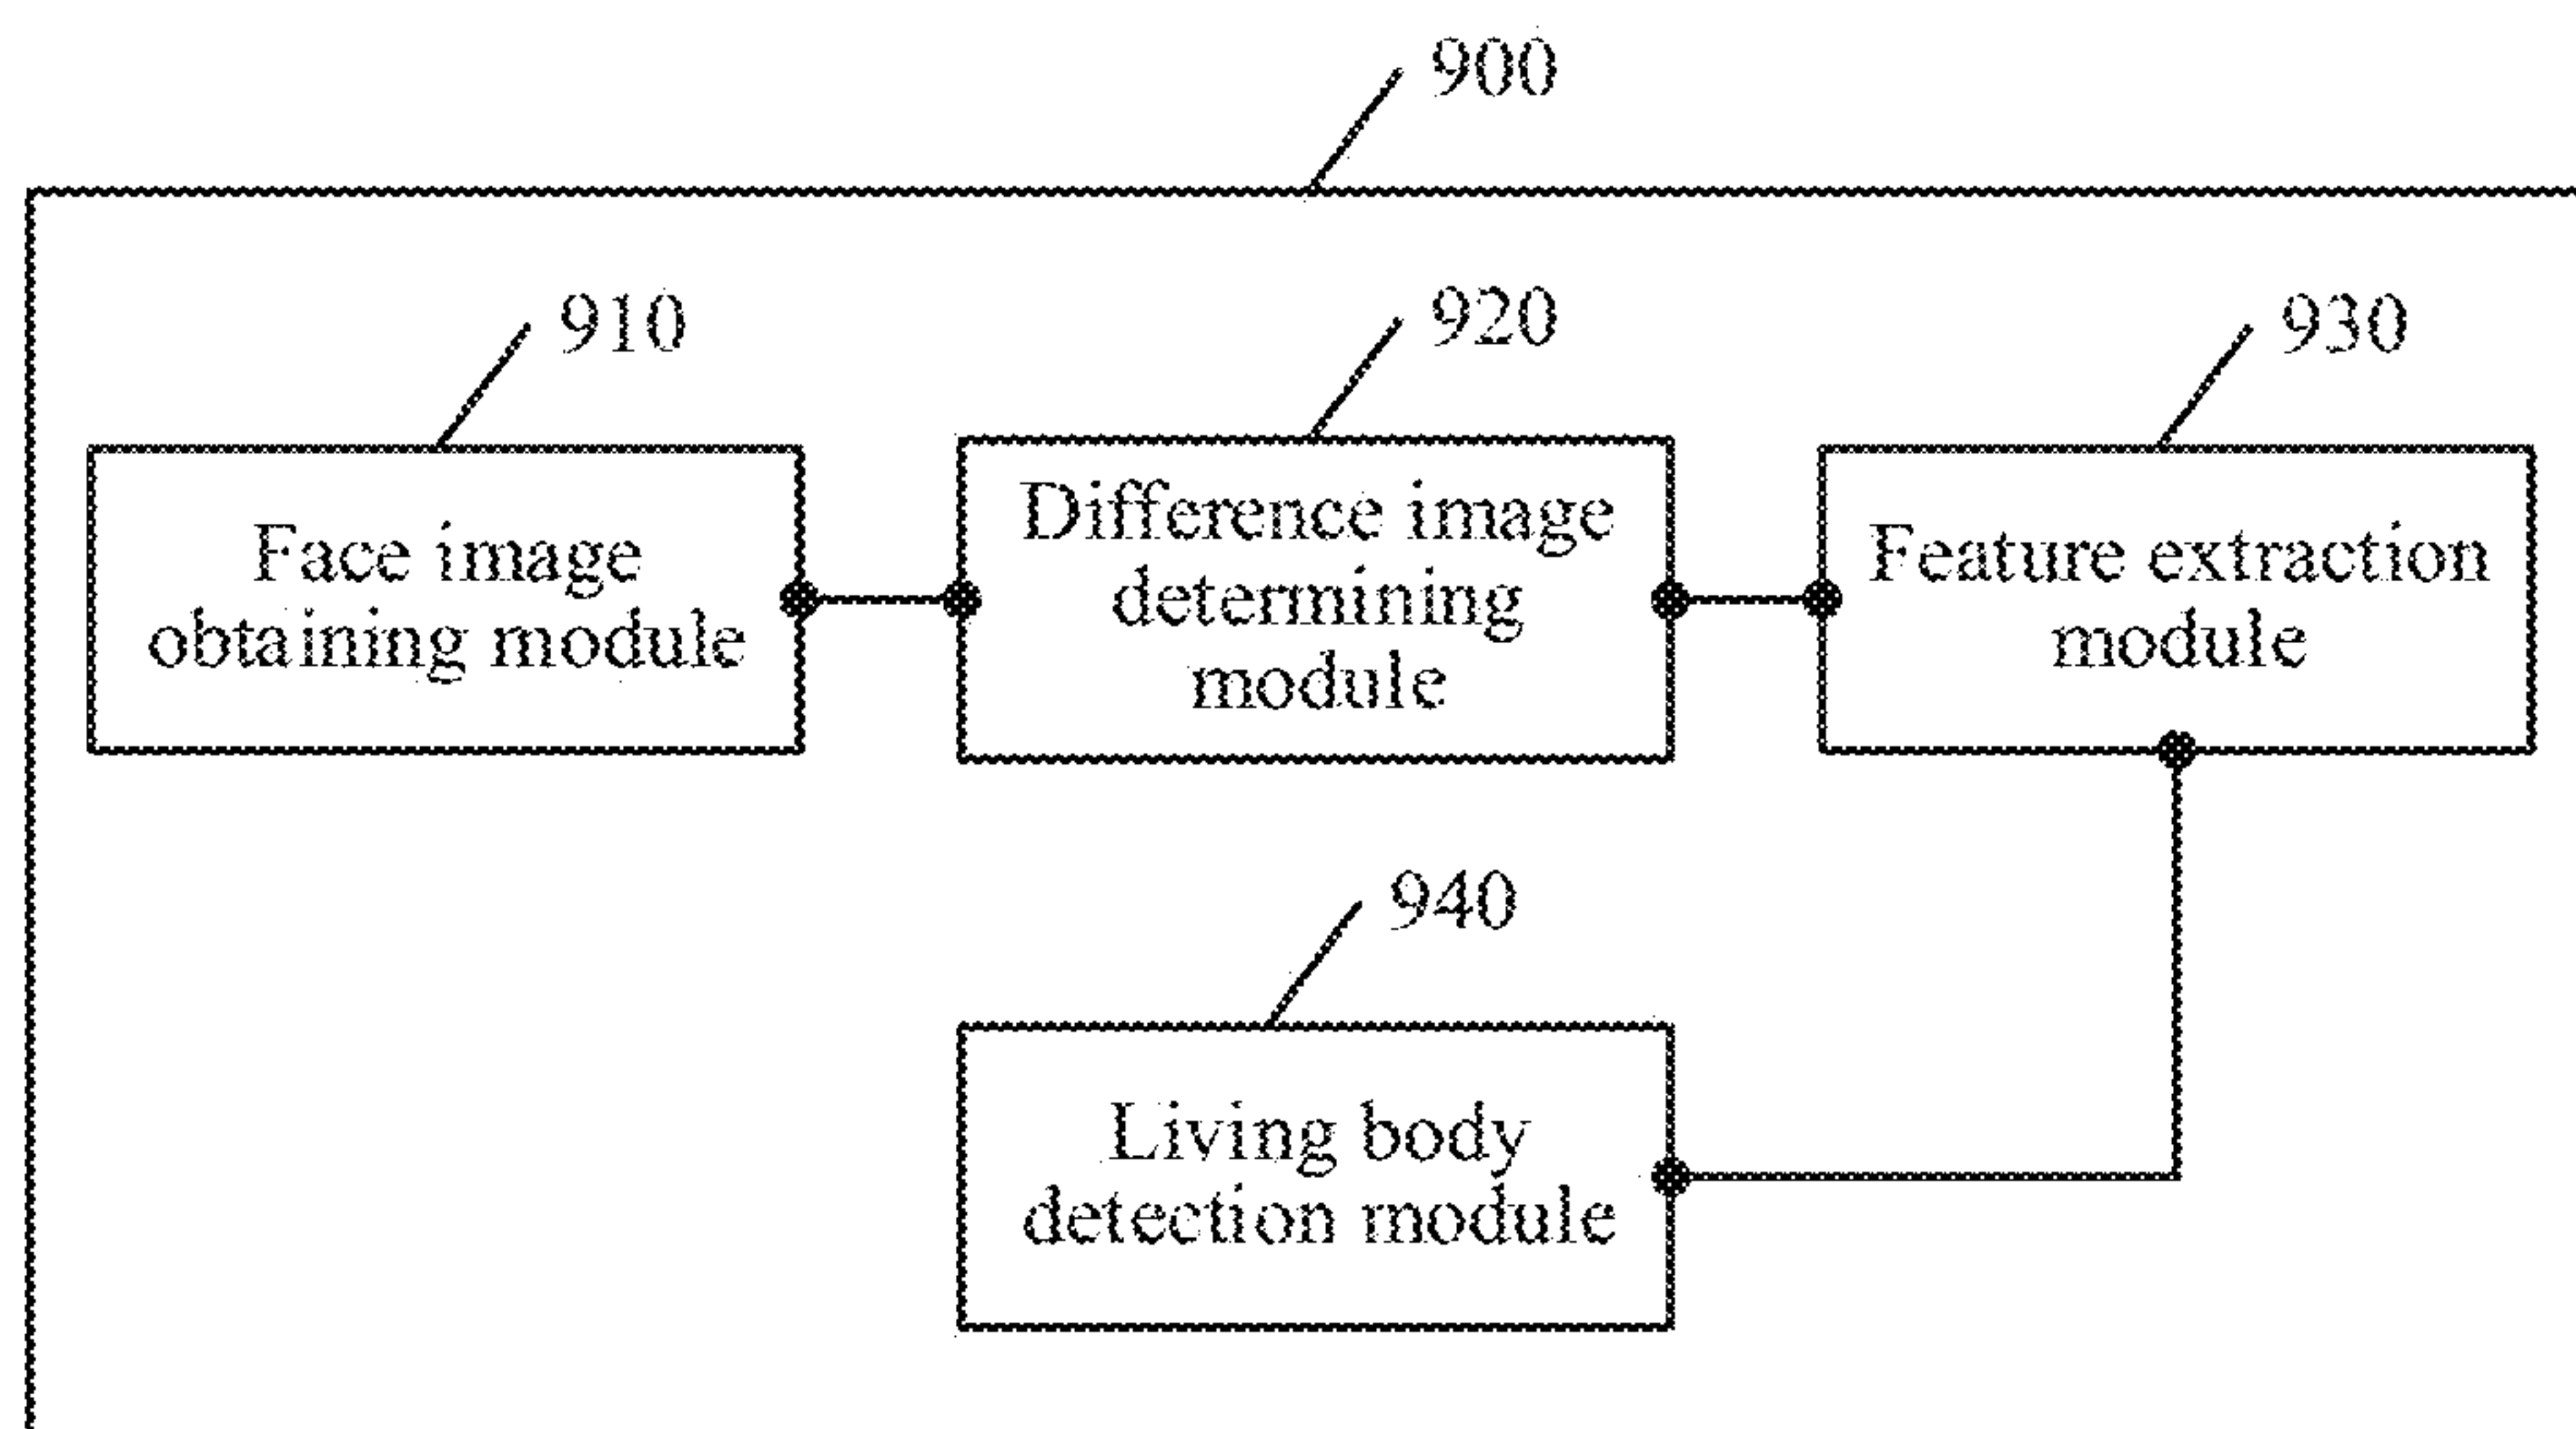 900
910
920
930
Face image
obtaining module
Difference image
determining
module
Feature extraction
module
940
Living body
detection module